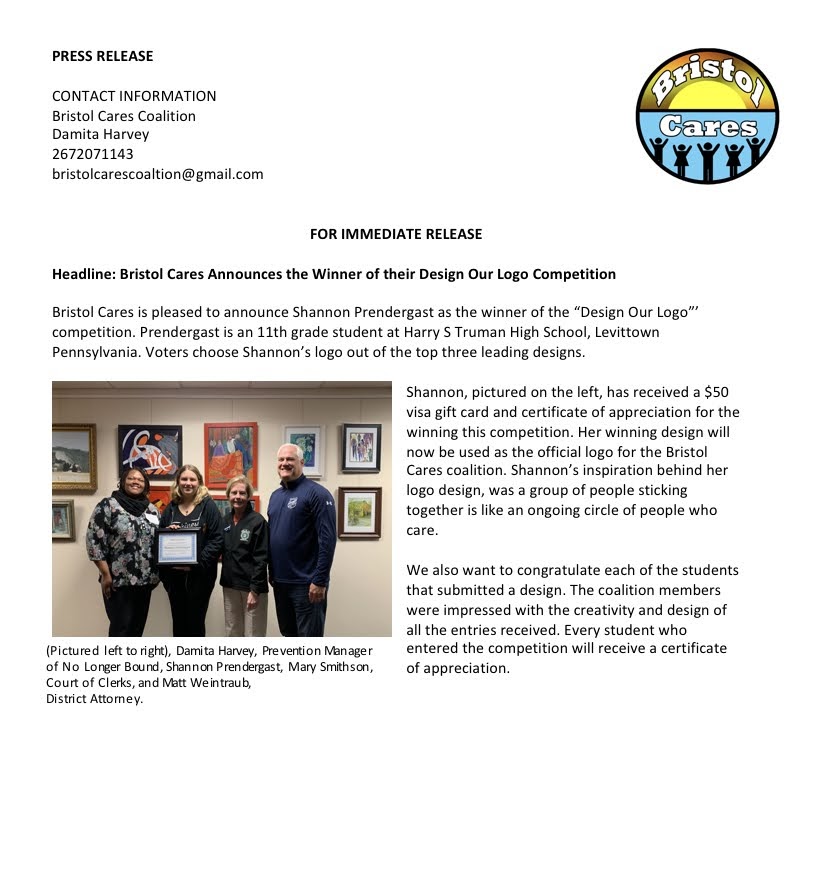 PRESS RELEASE
Bristol
Cares
CONTACT INFORMATION
Bristol Cares Coalition
Damita Harvey
2672071143
bristolcarescoaltion@gmail.com
FOR IMMEDIATE RELEASE
Headline: Bristol Cares Announces the Winner of their Design Our Logo Competition
Bristol Cares is pleased to announce Shannon Prendergast as the winner of the “Design Our Logo”’
competition. Prendergast is an 11th grade student at Harry S Truman High School, Levittown
Pennsylvania. Voters choose Shannon’s logo out of the top three leading designs.
Shannon, pictured on the left, has received a $50
visa gift card and certificate of appreciation for the
winning this competition. Her winning design will
now be used as the official logo for the Bristol
Cares coalition. Shannon’s inspiration behind her
logo design, was a group of people sticking
together is like an ongoing circle of people who
care.
We also want to congratulate each of the students
that submitted a design. The coalition members
were impressed with the creativity and design of
all the entries received. Every student who
entered the competition will receive a certificate
of appreciation.
(Pictured left to right), Damita Harvey, Prevention Manager
of No Longer Bound, Shannon Prendergast, Mary Smithson,
Court of Clerks, and Matt Weintraub,
District Attorney.